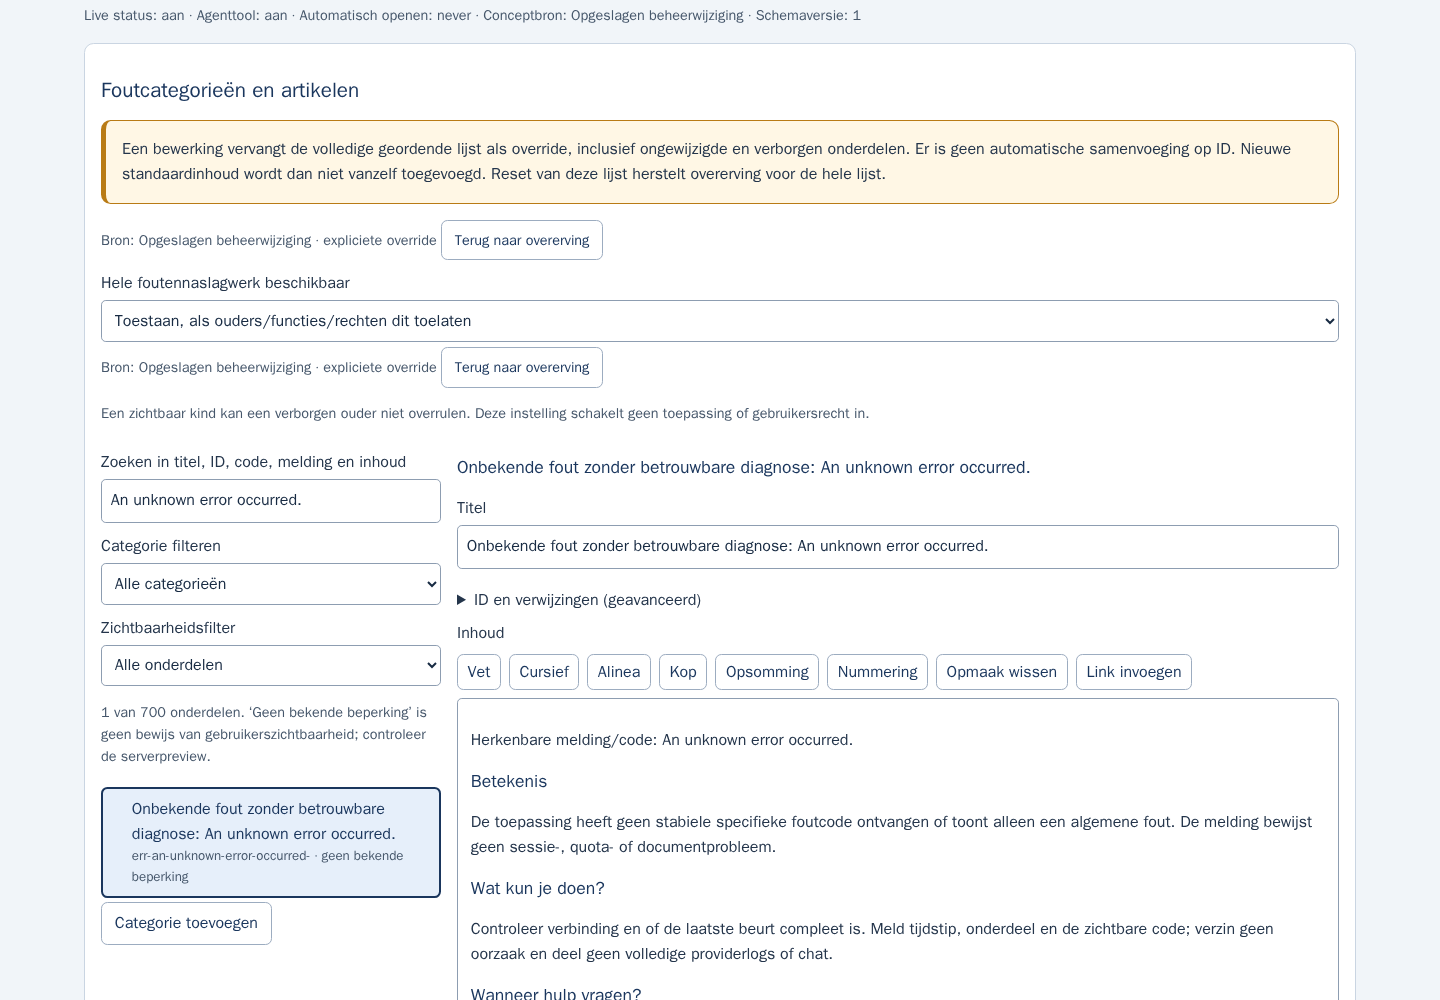 Live status: aan · Agenttool: aan · Automatisch openen: never · Conceptbron: Opgeslagen beheerwijziging · Schemaversie: 1
Foutcategorieën en artikelen
Een bewerking vervangt de volledige geordende lijst als override, inclusief ongewijzigde en verborgen onderdelen. Er is geen automatische samenvoeging op ID. Nieuwe
standaardinhoud wordt dan niet vanzelf toegevoegd. Reset van deze lijst herstelt overerving voor de hele lijst.
Bron: Opgeslagen beheerwijziging · expliciete override Terug naar overerving
Hele foutennaslagwerk beschikbaar
Toestaan, als ouders/functies/rechten dit toelaten
Bron: Opgeslagen beheerwijziging · expliciete override Terug naar overerving
Een zichtbaar kind kan een verborgen ouder niet overrulen. Deze instelling schakelt geen toepassing of gebruikersrecht in.
Zoeken in titel, ID, code, melding en inhoud
An unknown error occurred.
Categorie filteren
Alle categorieën
Zichtbaarheidsfilter
Alle onderdelen
1 van 700 onderdelen. ‘Geen bekende beperking’ is
geen bewijs van gebruikerszichtbaarheid; controleer
de serverpreview.
Onbekende fout zonder betrouwbare
diagnose: An unknown error occurred.
err-an-unknown-error-occurred- · geen bekende
beperking
Categorie toevoegen
Onbekende fout zonder betrouwbare diagnose: An unknown error occurred.
Titel
Onbekende fout zonder betrouwbare diagnose: An unknown error occurred.
ID en verwijzingen (geavanceerd)
Inhoud
Vet Cursief Alinea Kop Opsomming Nummering Opmaak wissen Link invoegen
Herkenbare melding/code: An unknown error occurred.
Betekenis
De toepassing heeft geen stabiele specifieke foutcode ontvangen of toont alleen een algemene fout. De melding bewijst
geen sessie-, quota- of documentprobleem.
Wat kun je doen?
Controleer verbinding en of de laatste beurt compleet is. Meld tijdstip, onderdeel en de zichtbare code; verzin geen
oorzaak en deel geen volledige providerlogs of chat.
Wanneer hulp vragen?